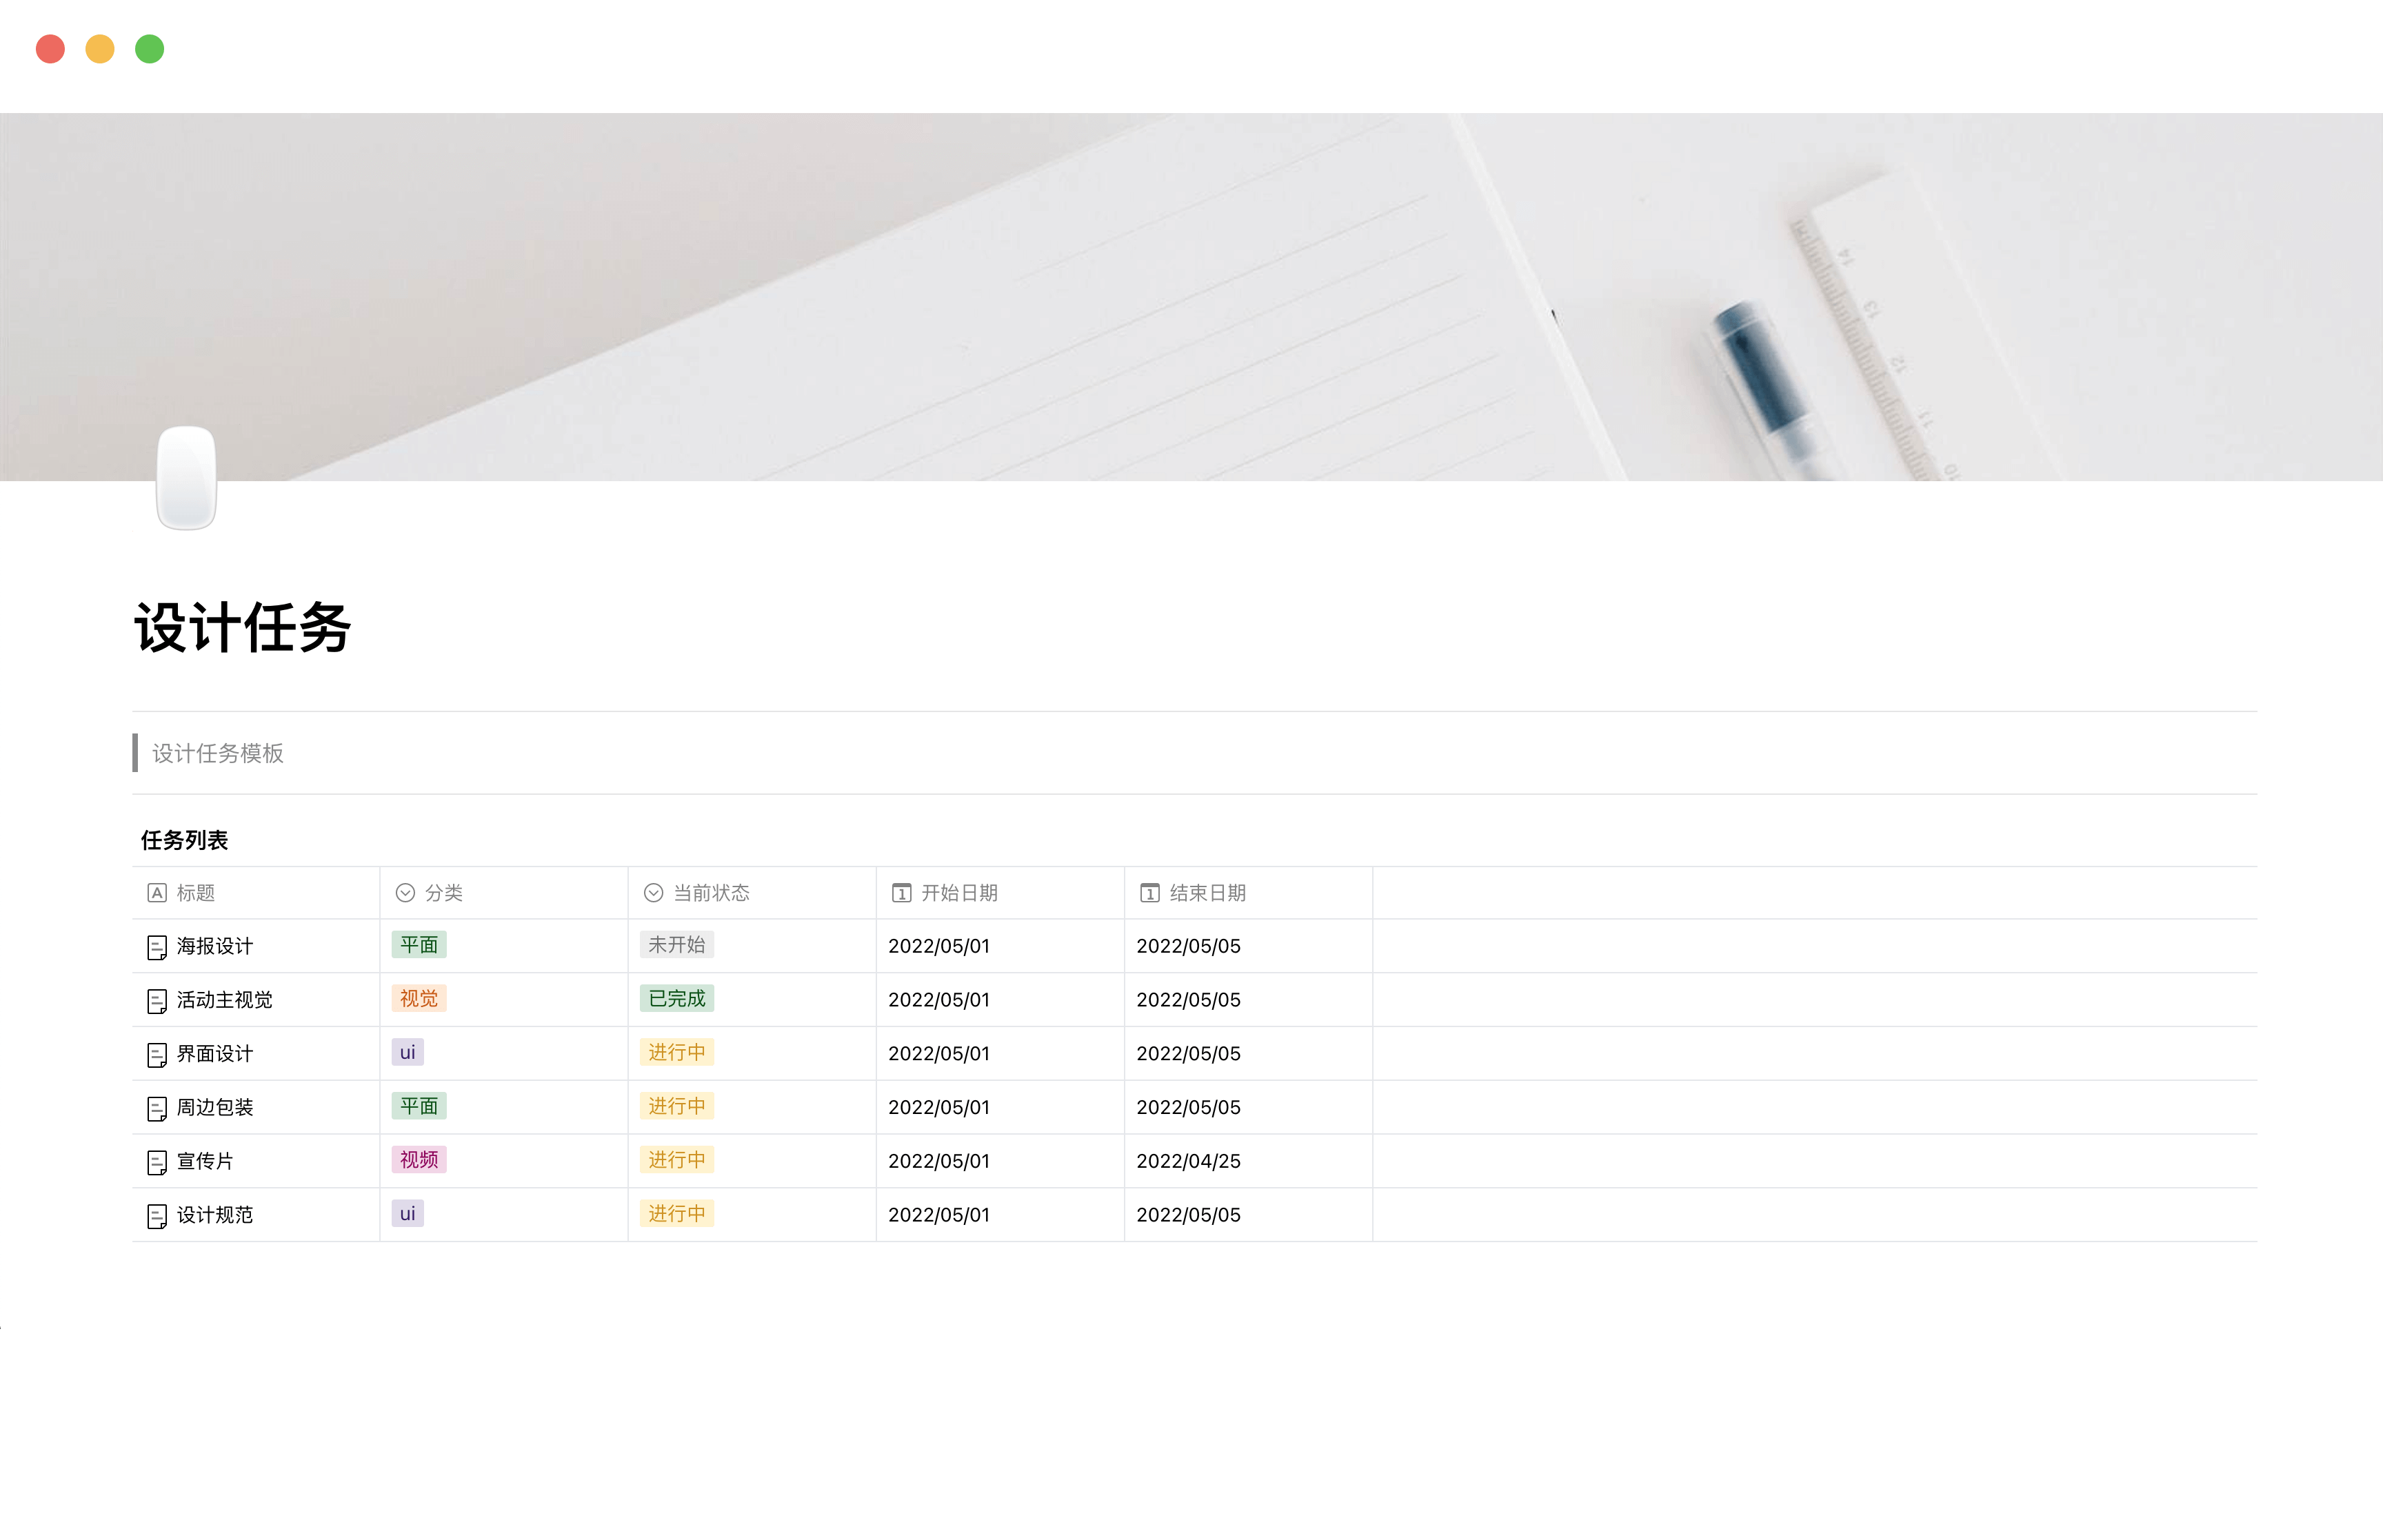 14
13
12
11
10
设计任务
设计任务模板
任务列表
标题 分类 当前状态 开始日期 结束日期
海报设计 平面 未开始 2022/05/01 2022/05/05
活动主视觉 视觉 已完成 2022/05/01 2022/05/05
界面设计 ui 进行中 2022/05/01 2022/05/05
周边包装 平面 进行中 2022/05/01 2022/05/05
宣传片 视频 进行中 2022/05/01 2022/04/25
设计规范 ui 进行中 2022/05/01 2022/05/05